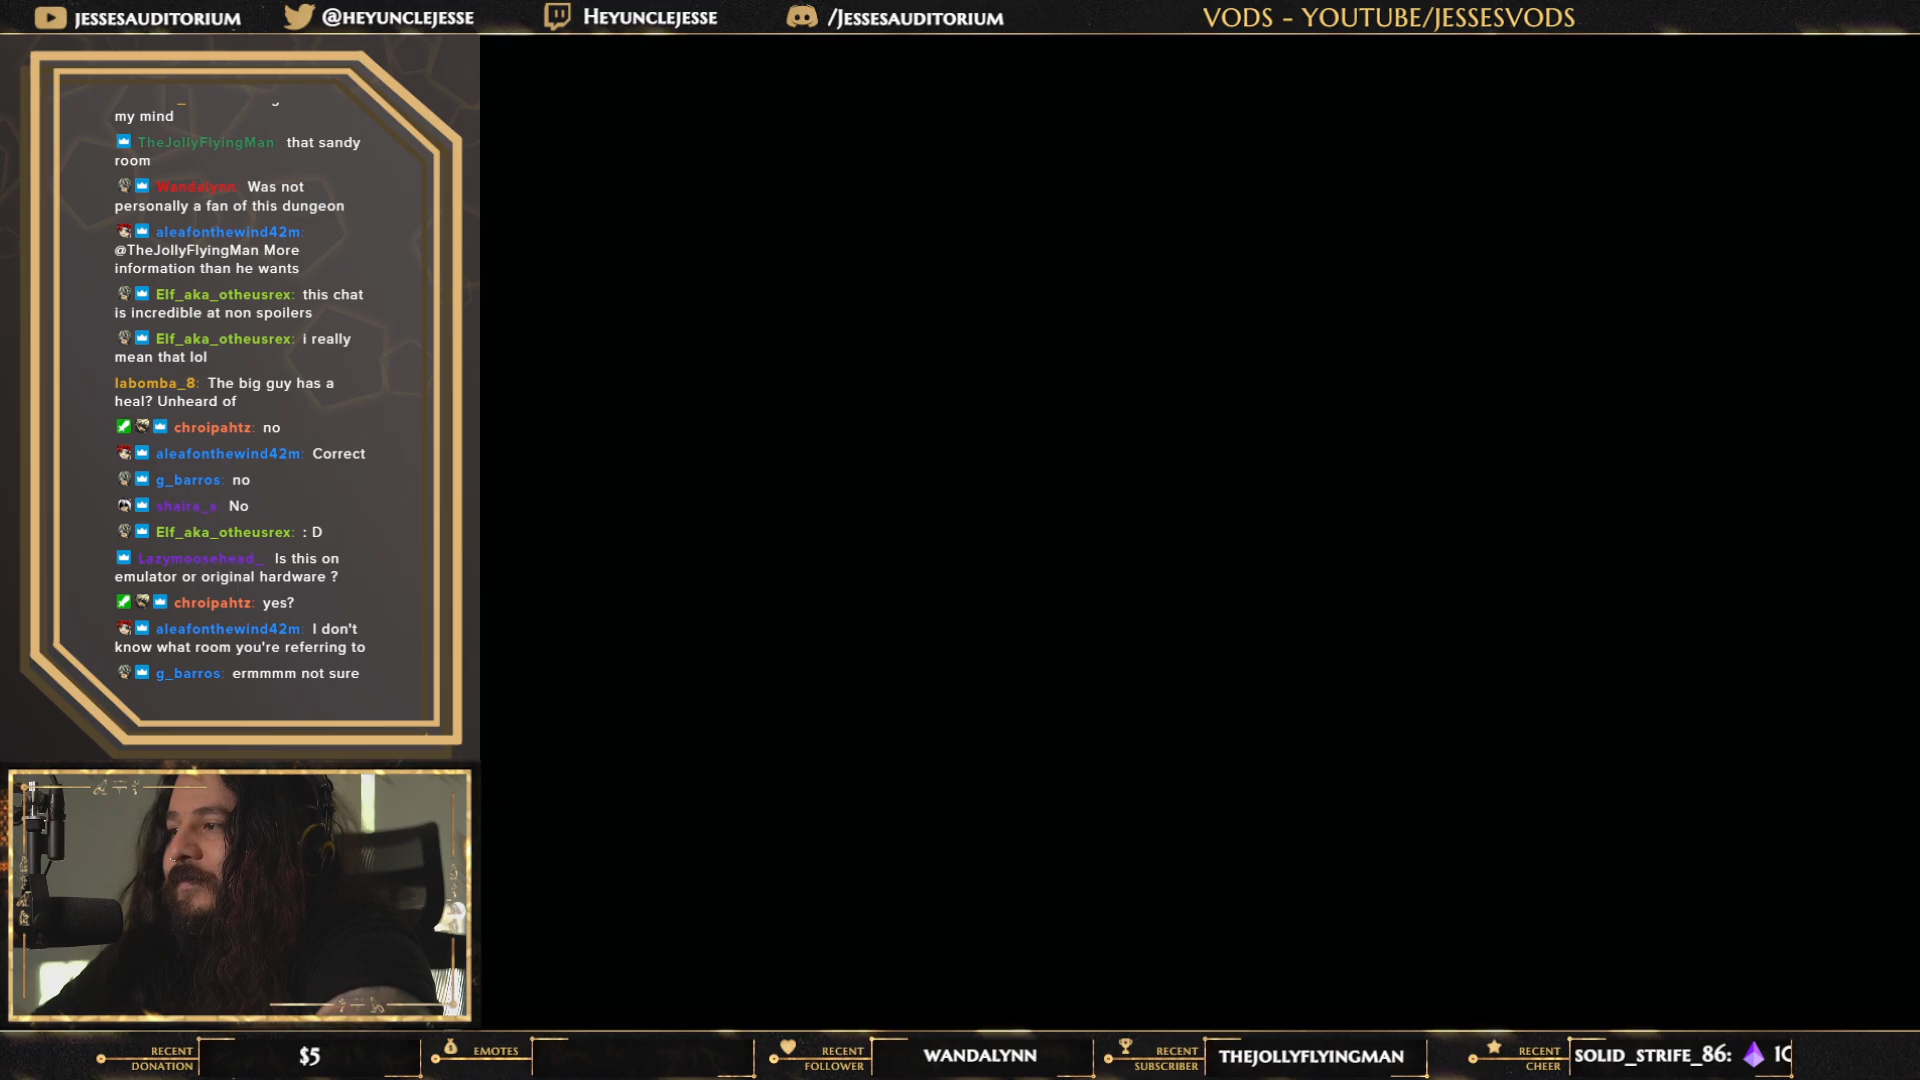 JESSESAUDITORIUM
@HEYUNCLEJESSE
HEYUNCLEJESSE
/JESSESAUDITORIUM
VODS - YOUTUBE/JESSESVODS
my mind
TheJollyFlyingMan: that sandy
room
Wandalynn: Was not
personally a fan of this dungeon
aleafonthewind42m:
@TheJollyFlyingMan More
information than he wants
Elf_aka_otheusrex: this chat
is incredible at non spoilers
Elf_aka_otheusrex: i really
mean that lol
labomba_8: The big guy has a
heal? Unheard of
chroipahtz: no
aleafonthewind42m: Correct
g_barros: no
shaira_s: No
Elf_aka_otheusrex: : D
Lazymoosehead_: Is this on
emulator or original hardware ?
chroipahtz: yes?
aleafonthewind42m: I don't
know what room you're referring to
g_barros: ermmmm not sure
RECENT
DONATION
$5
EMOTES
RECENT
FOLLOWER
WANDALYNN
RECENT
SUBSCRIBER
THEJOLLYFLYINGMAN
RECENT
CHEER
SOLID_STRIFE_86: